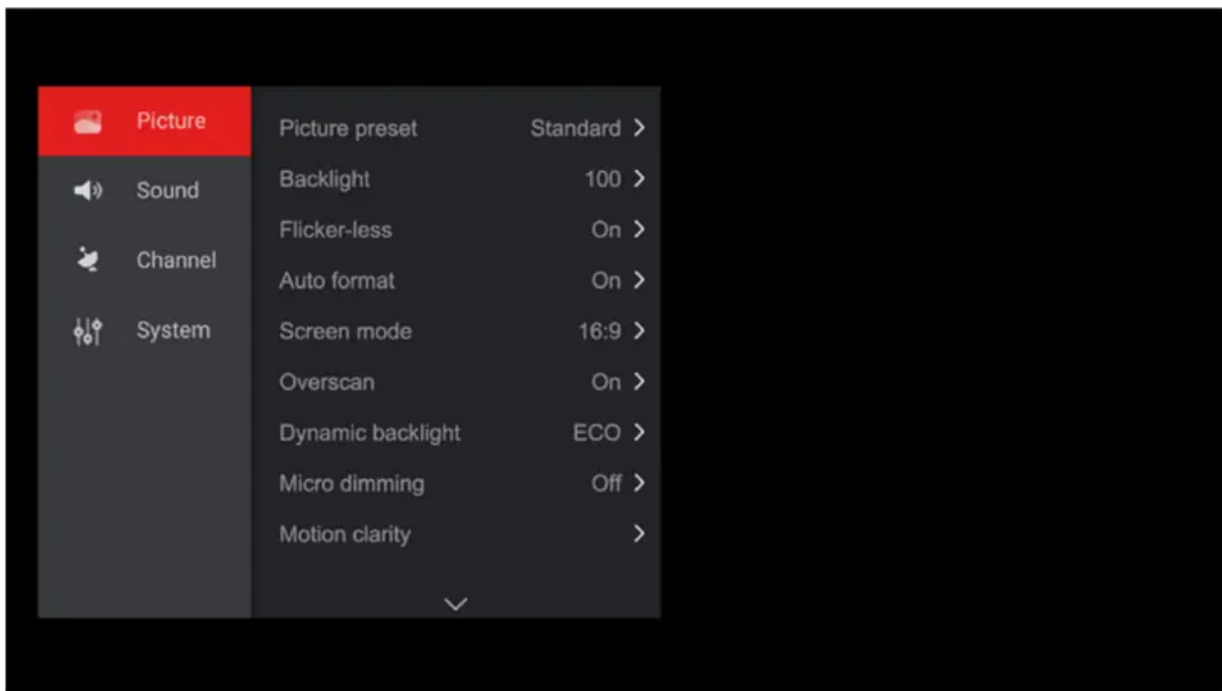 Picture
Sound
Channel
System
Picture preset Standard
Backlight 100
Flicker-less On
Auto format On
Screen mode 16:9
Overscan On
Dynamic backlight ECO
Micro dimming Off
Motion clarity